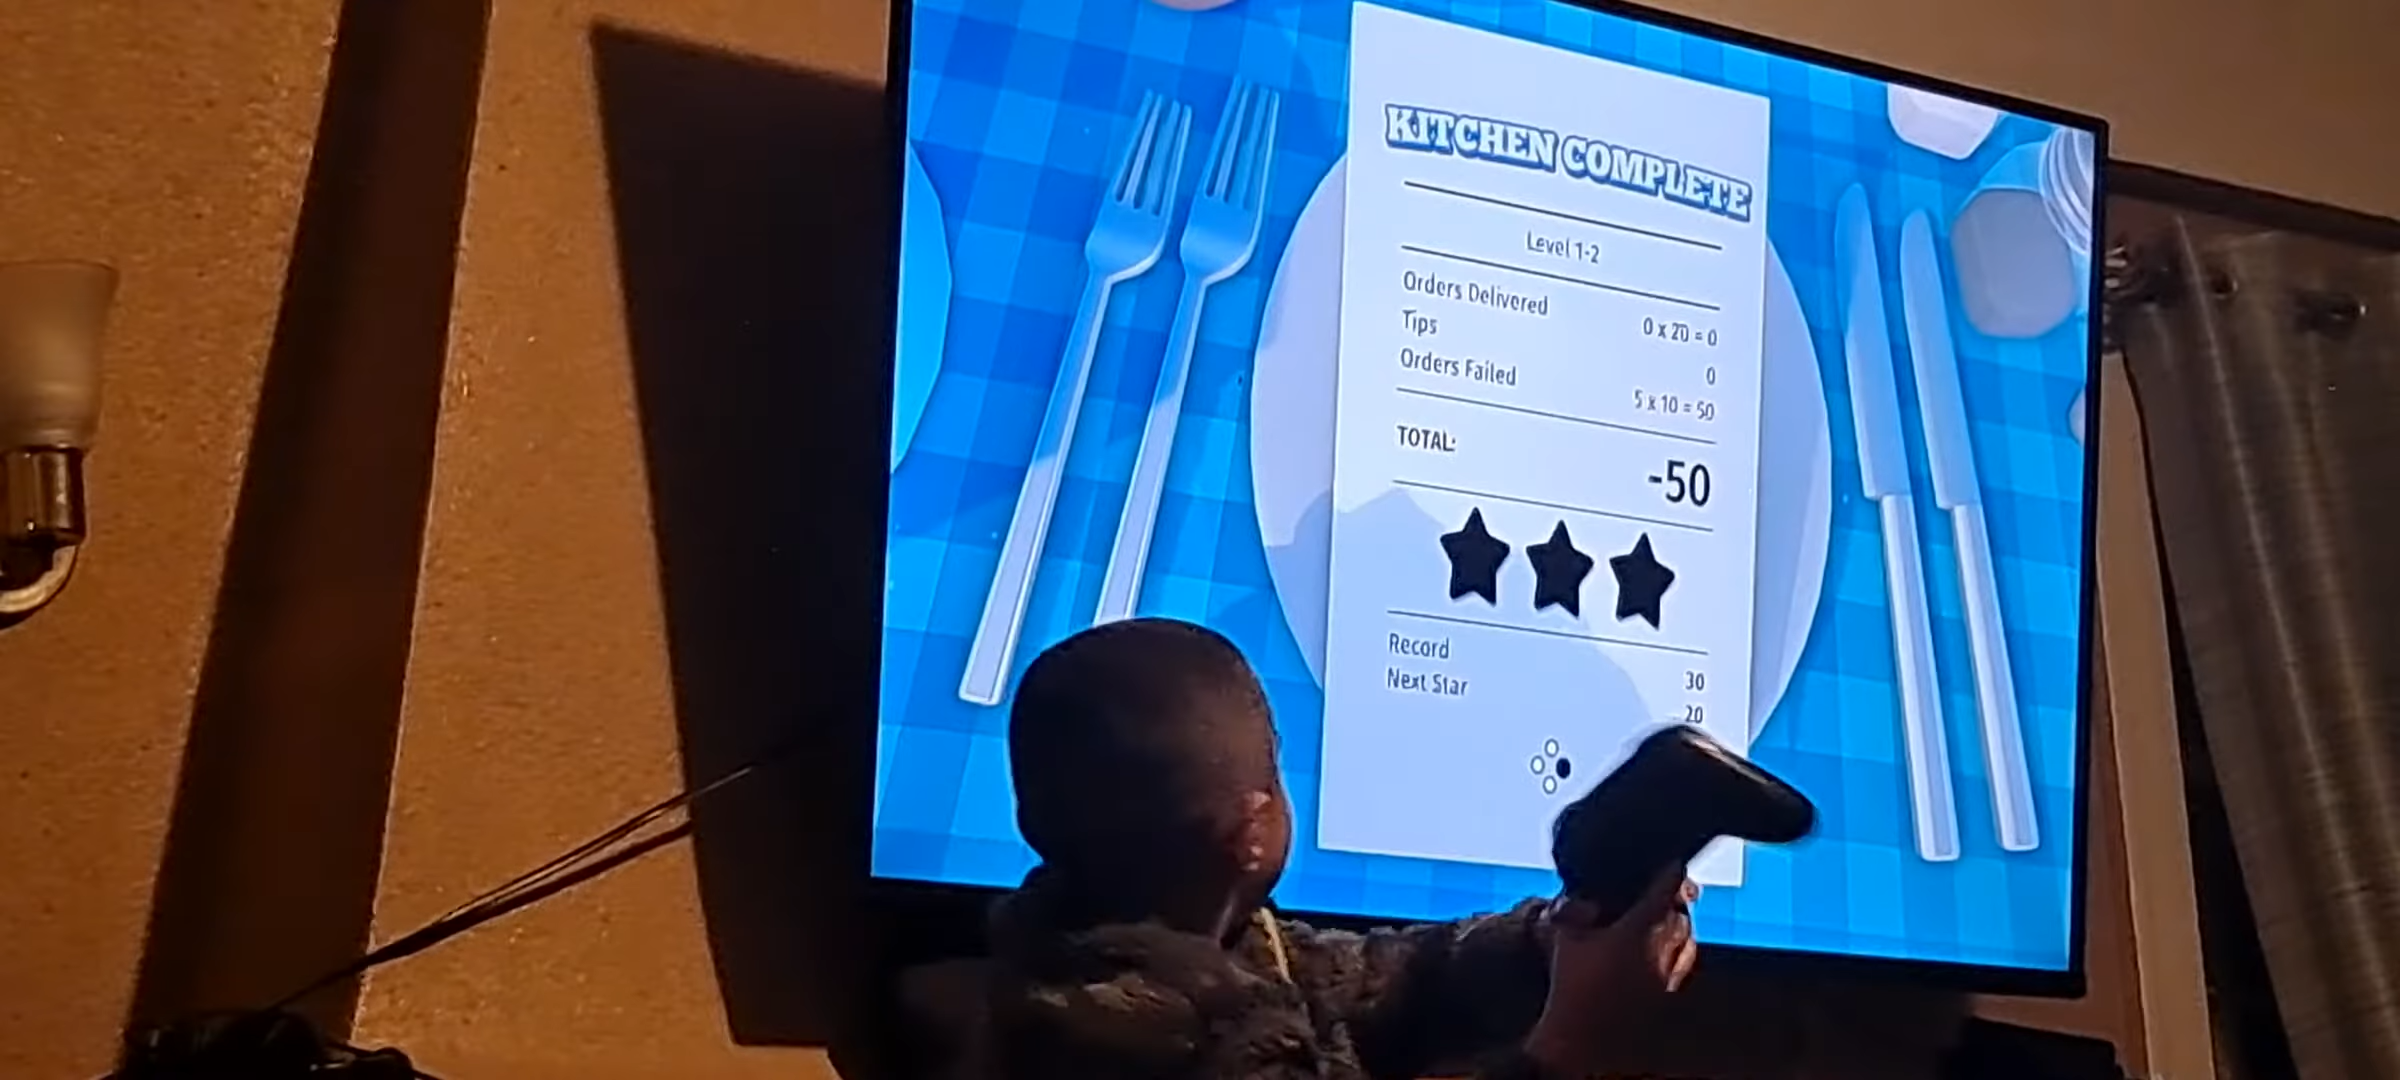 KITCHEN COMPLETE
Level 1-2
Orders Delivered 0 x 20 = 0
Tips 0
Orders Failed 5 x 10 = 50
TOTAL: -50
Record 30
Next Star 20